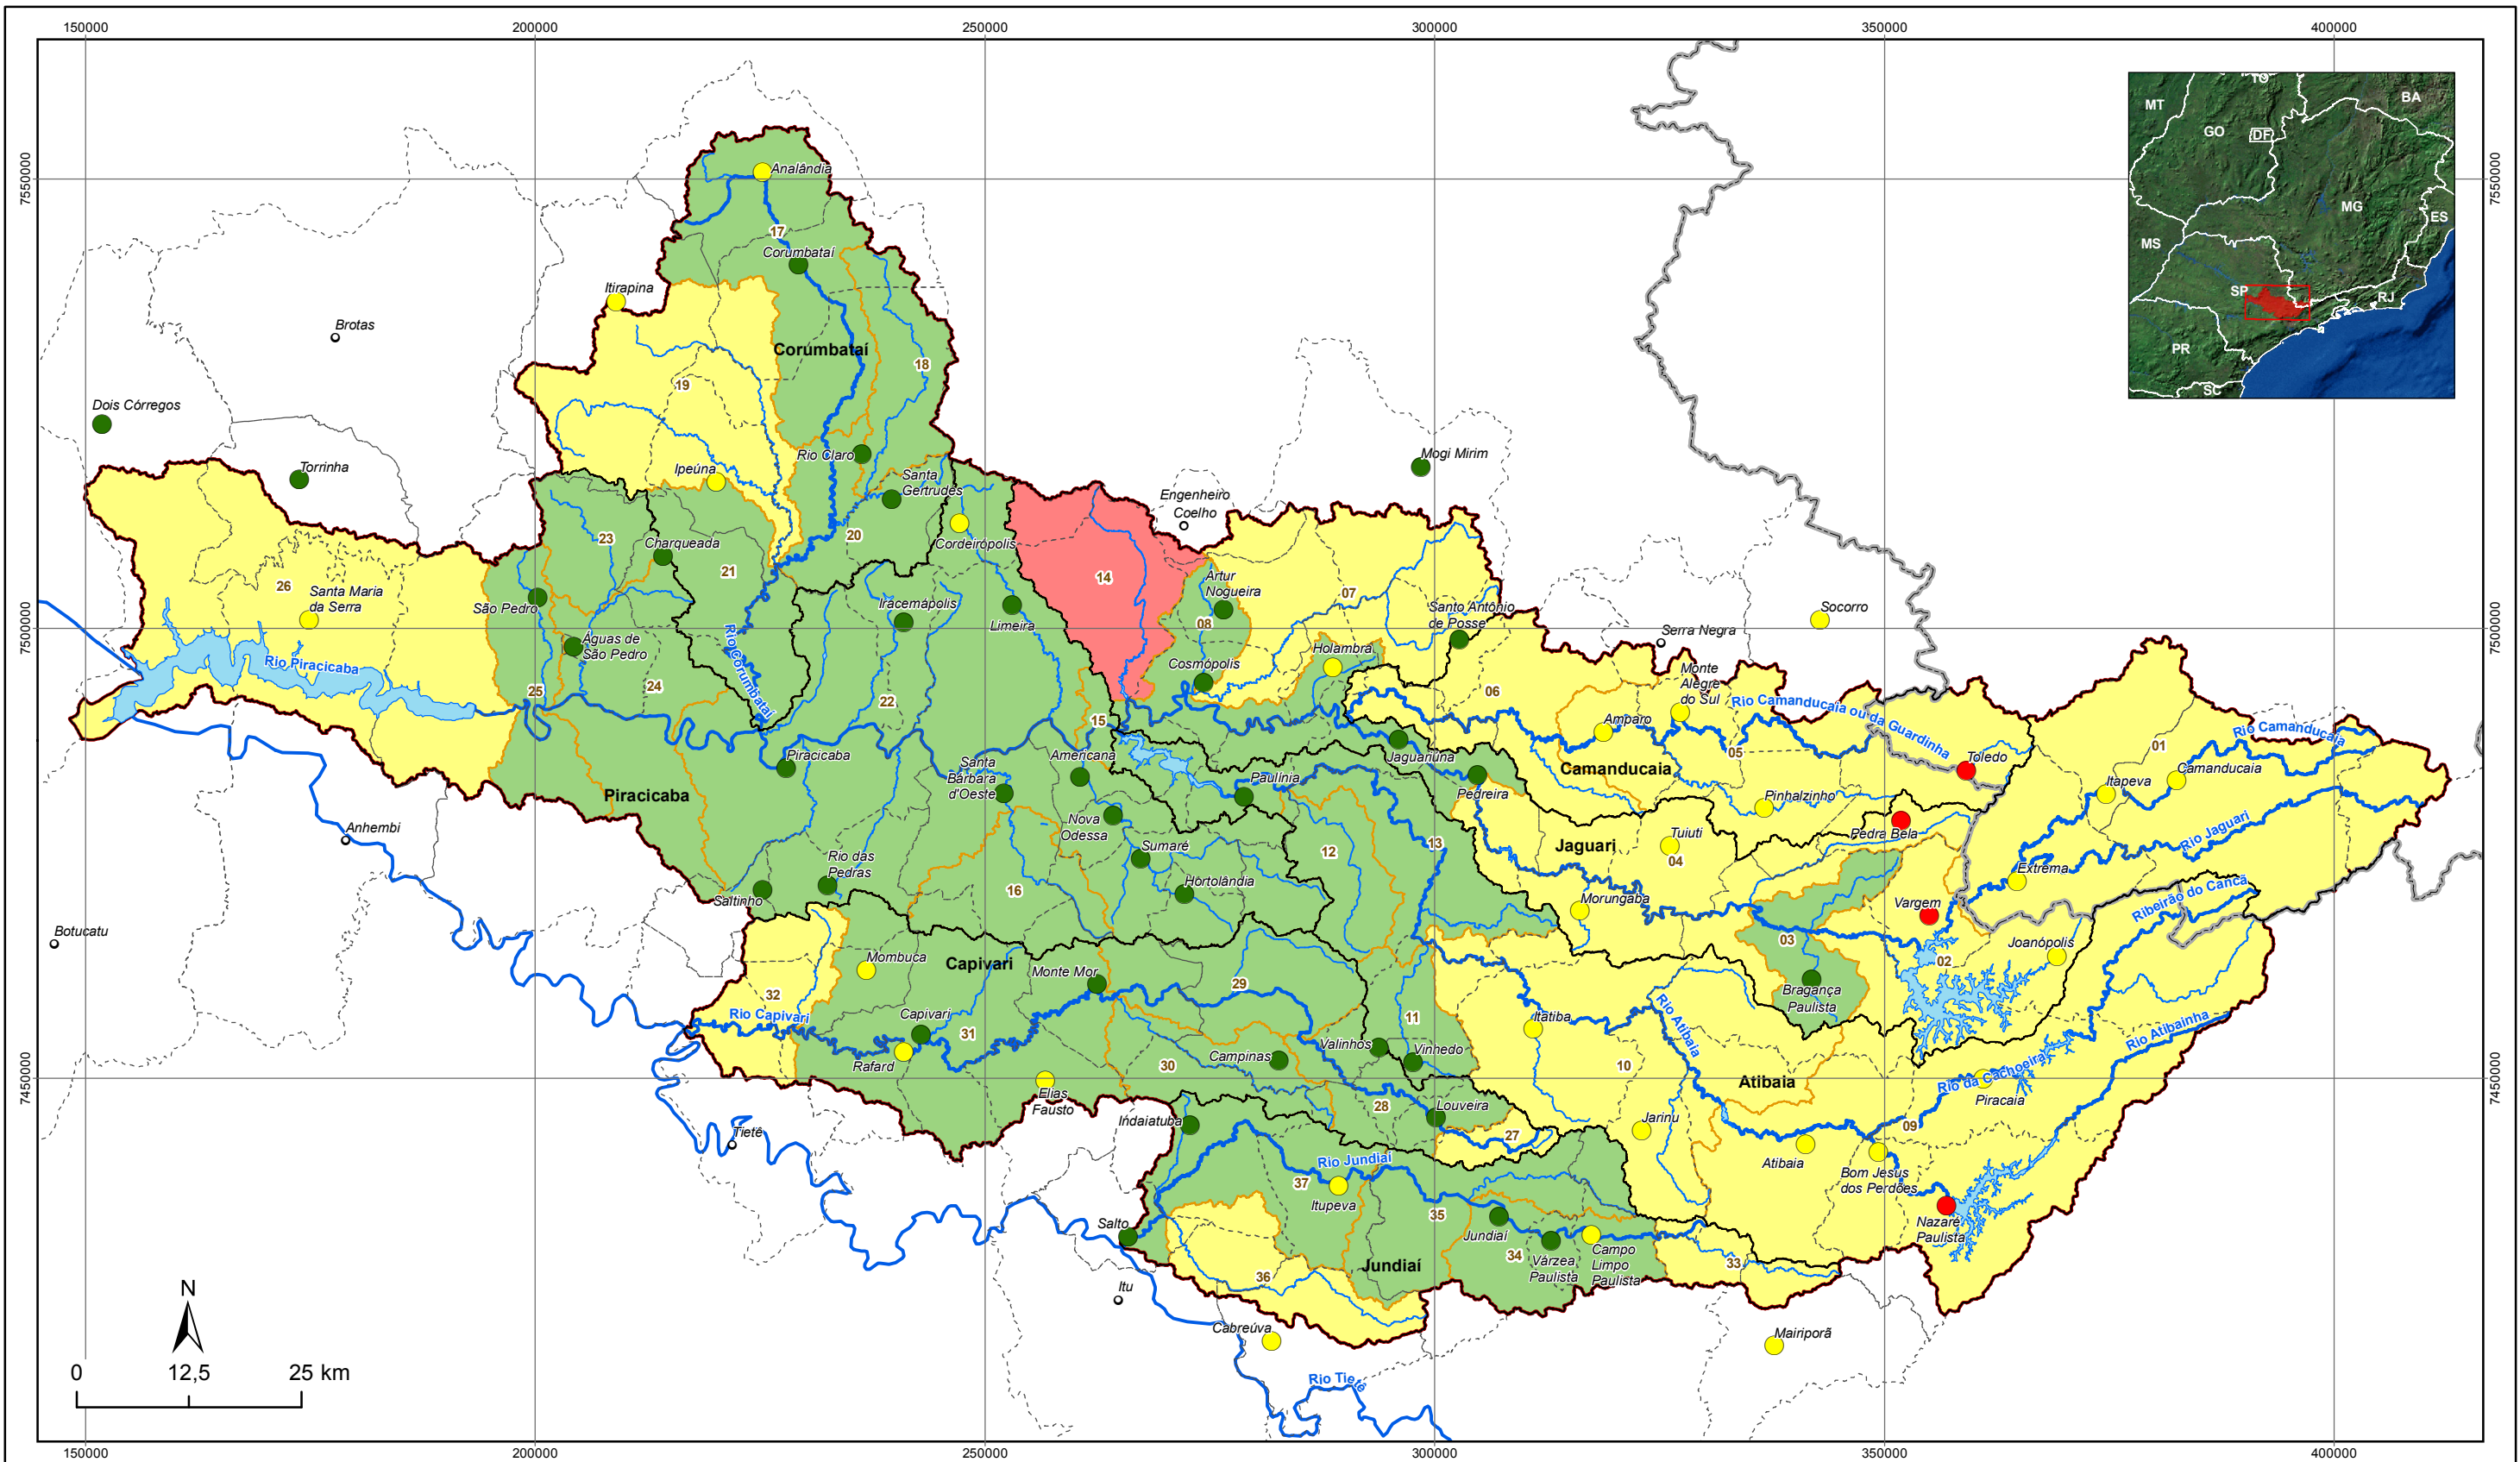 150000
200000
250000
300000
350000
400000
7550000
7550000
TO
MT
BA
GO
DF
MG
ES
MS
SP
RJ
PR
SC
Analândia
17
Corumbataí
Itirapina
Brotas
Corumbataí
18
19
Dois Córregos
Rio Claro
Mogi Mirim
Torrinha
Ipeúna
Santa
Gertrudes
Engenheiro
Coelho
23
20
Cordeirópolis
Charqueada
21
14
26
Santa Maria
da Serra
Artur
Nogueira
07
São Pedro
Iracemápolis
Limeira
08
Santo Antônio
de Posse
Socorro
7500000
7500000
Águas de
São Pedro
Serra Negra
Rio Corumbataí
Holambra
Rio Piracicaba
Cosmópolis
Monte
Alegre
do Sul
24
25
22
06
15
Rio Camanducaia ou da Guardinha
Amparo
05
01
Rio Camanducaia
Piracicaba
Santa
Bárbara
d'Oeste
Americana
Jaguariúna
Paulínia
Camanducaia
Toledo
Itapeva
Camanducaia
Piracicaba
Pedreira
Pinhalzinho
Nova
Odessa
Anhembi
Sumaré
12
13
Jaguari
Tuiuti
04
Pedra Bela
Rio Jaguari
Rio das
Pedras
Saltinho
16
Hortolândia
Morungaba
Extrema
Vargem
Ribeirão do Cancã
Botucatu
Mombuca
Capivari
Monte Mor
03
02
Joanópolis
32
29
Bragança
Paulista
Rio Capivari
Capivari
31
11
Itatiba
Rio Atibaia
Rio Atibainha
Rafard
30
Campinas
Valinhos
Vinhedo
10
Atibaia
Rio da Cachoeira
7450000
7450000
Elias
Fausto
Piracaia
28
Louveira
Indaiatuba
Jarinu
27
09
Tietê
Atibaia
Bom Jesus
dos Perdões
Rio Jundiaí
37
Itupeva
35
Salto
Jundiaí
Nazaré
Paulista
34
Várzea
Paulista
Campo
Limpo
Paulista
Jundiaí
36
33
N
Itu
Cabreúva
Mairiporã
0
12,5
25 km
Rio Tietê
150000
200000
250000
300000
350000
400000